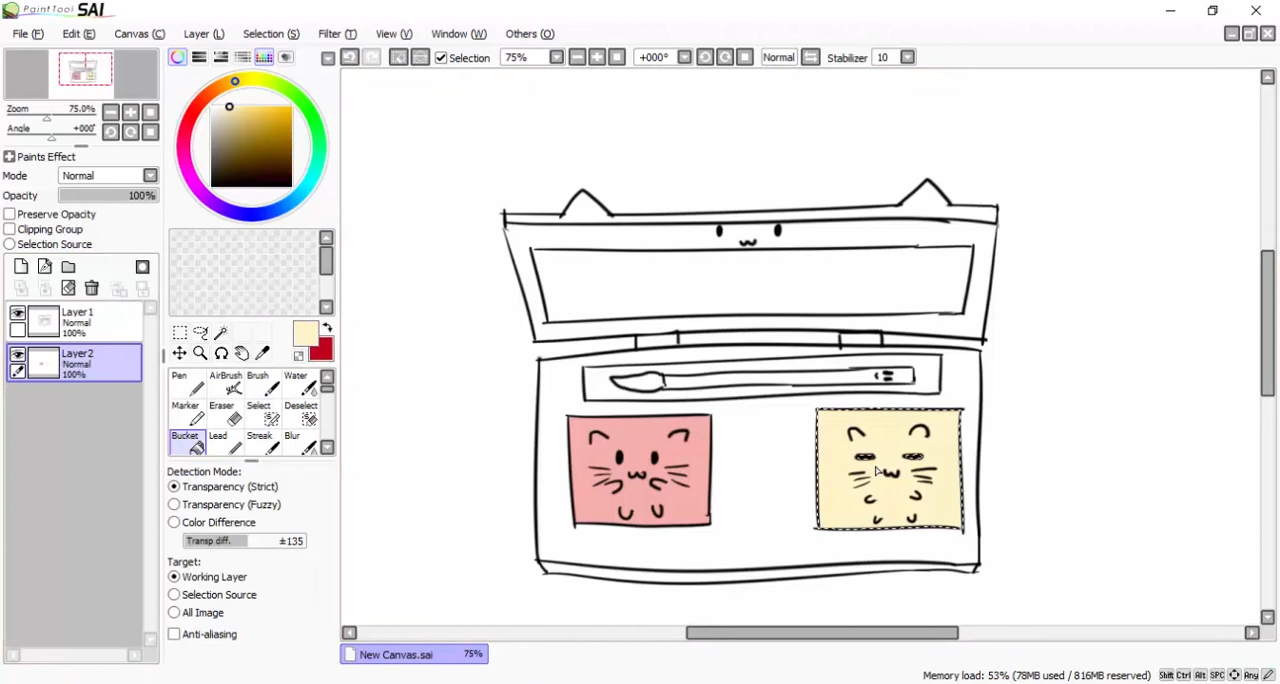 PaintTool SAI
File (F) Edit (E) Canvas (C) Layer (L) Selection (S) Filter (T) View (V) Window (W) Others (O)
Selection 75% +000° Normal Stabilizer 10
Zoom 75.0%
Angle +000°
Paints Effect
Mode Normal
Opacity 100%
Preserve Opacity
Clipping Group
Selection Source
Layer1
Normal
100%
Layer2
Normal
100%
Pen AirBrush Brush Water
Marker Eraser Select Deselect
Bucket Lead Streak Blur
Detection Mode:
Transparency (Strict)
Transparency (Fuzzy)
Color Difference
Transp diff. ±135
Target:
Working Layer
Selection Source
All Image
Anti-aliasing
New Canvas.sai 75%
Memory load: 53% (78MB used / 816MB reserved) Shift Ctrl Alt SPC Any